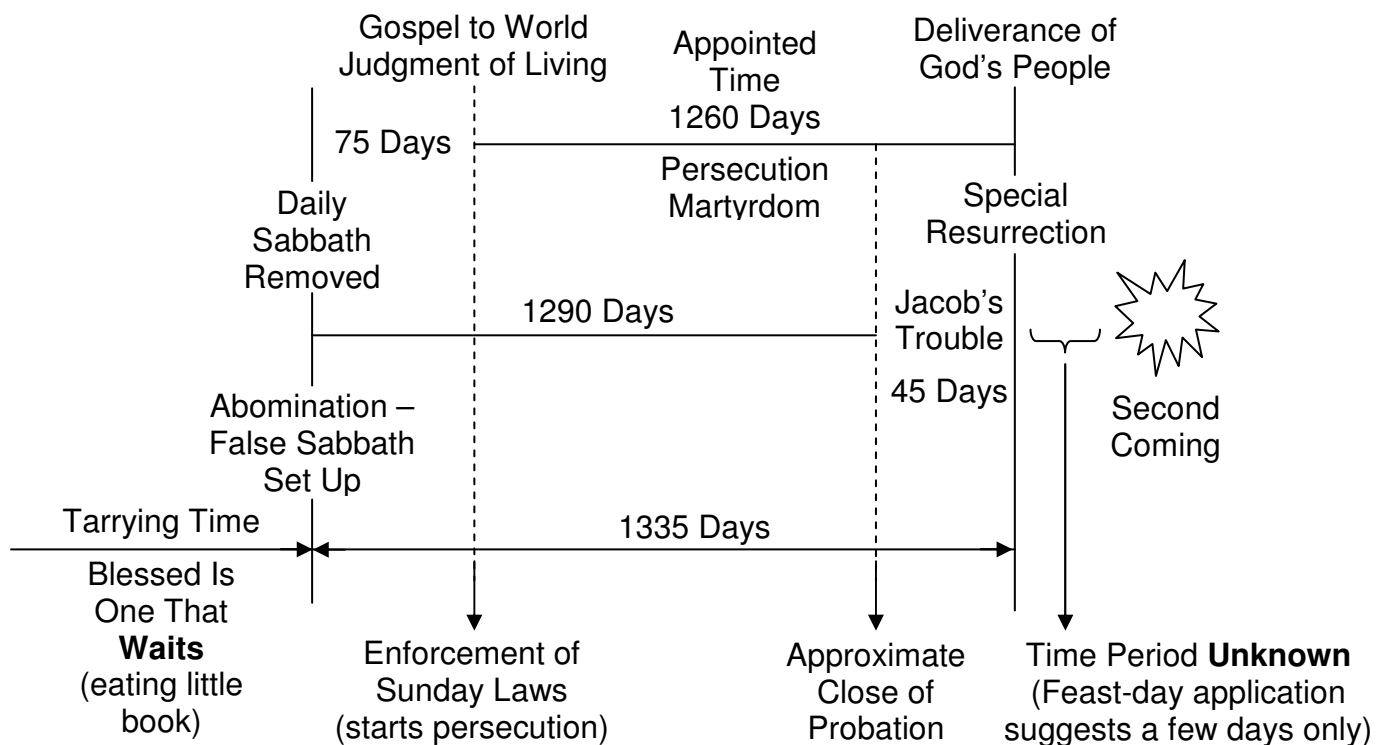 Gospel to World
Judgment of Living
Appointed
Time
1260 Days
Deliverance of
God's People
75 Days
Persecution
Martyrdom
Daily
Sabbath
Removed
Special
Resurrection
1290 Days
Jacob's
Trouble
45 Days
Abomination –
False Sabbath
Set Up
Second
Coming
Tarrying Time
1335 Days
Blessed Is
One That
Waits
(eating little
book)
Enforcement of
Sunday Laws
(starts persecution)
Approximate
Close of
Probation
Time Period Unknown
(Feast-day application
suggests a few days only)